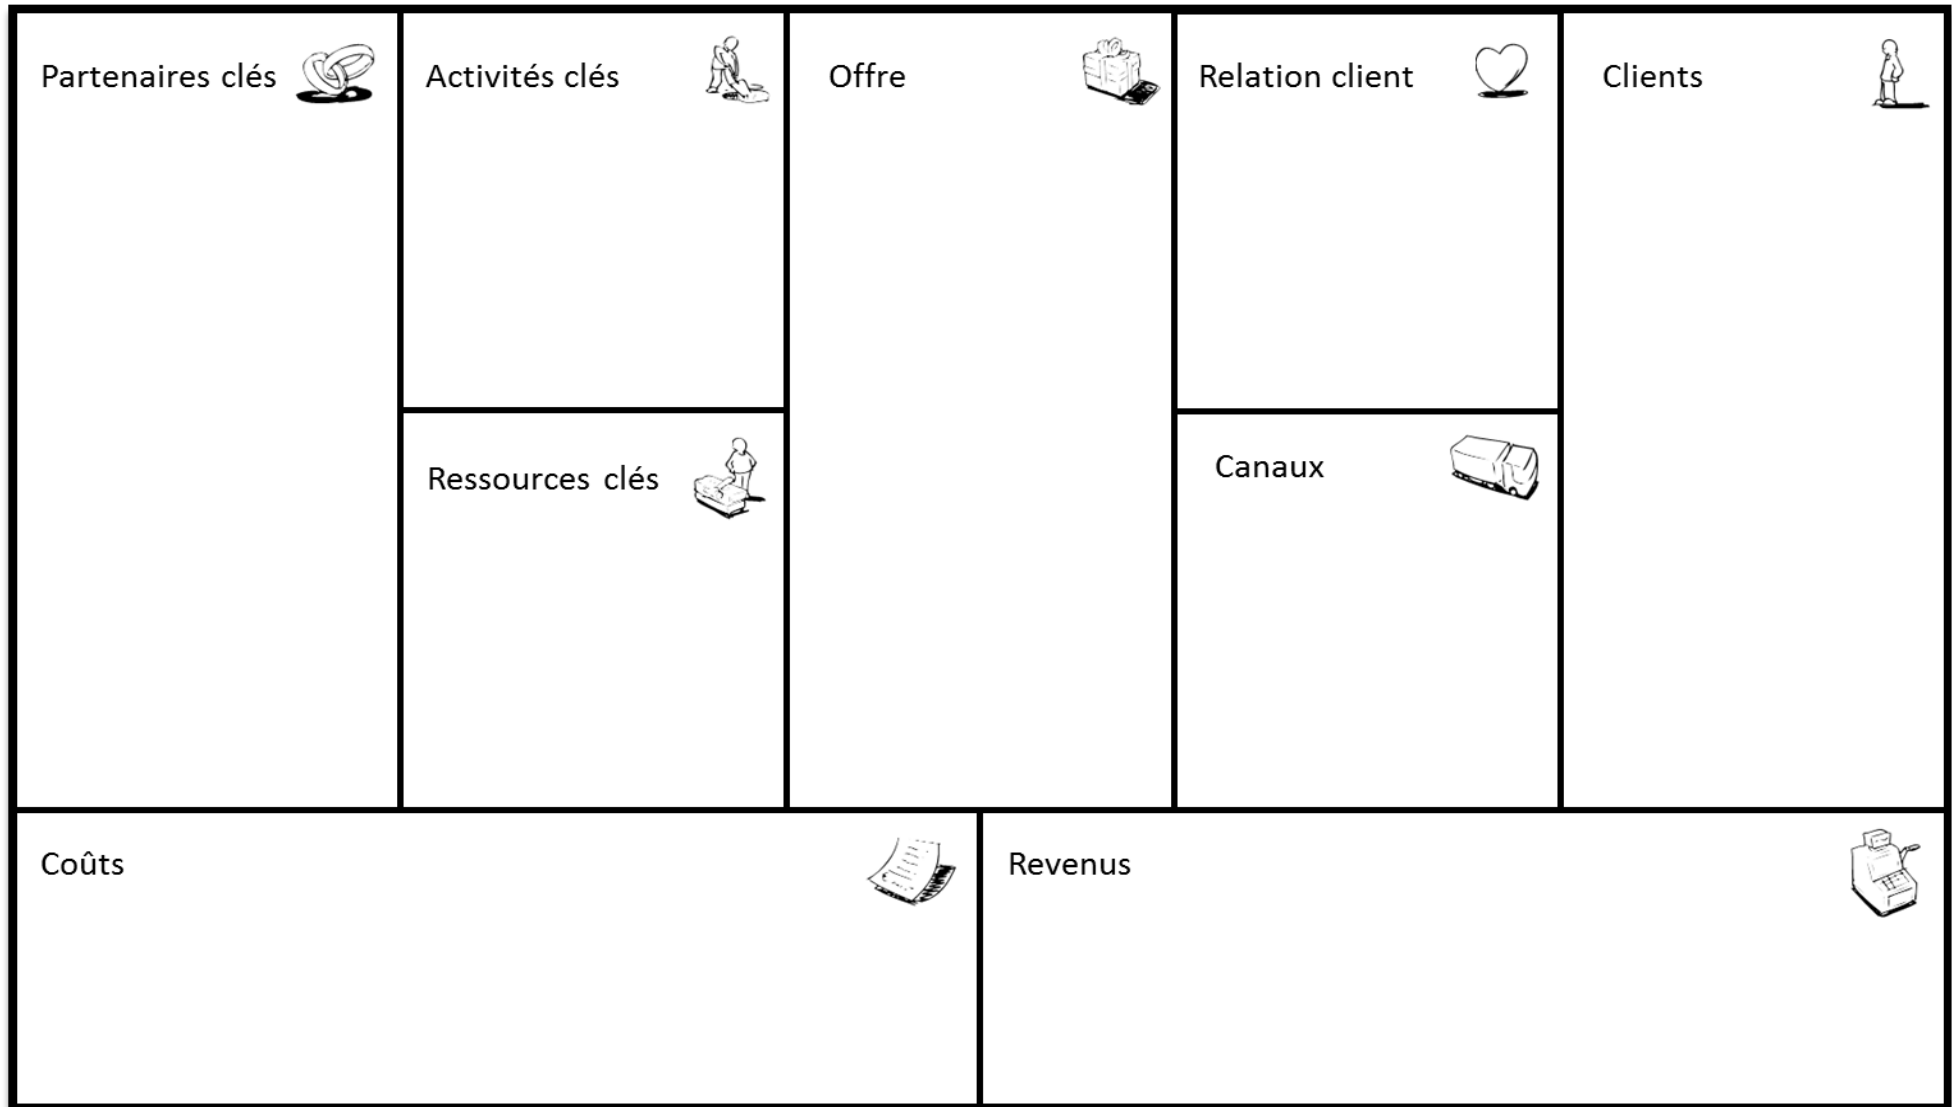 Partenaires clés
Activités clés
Offre
Relation client
Clients
Ressources clés
Canaux
Coûts
Revenus